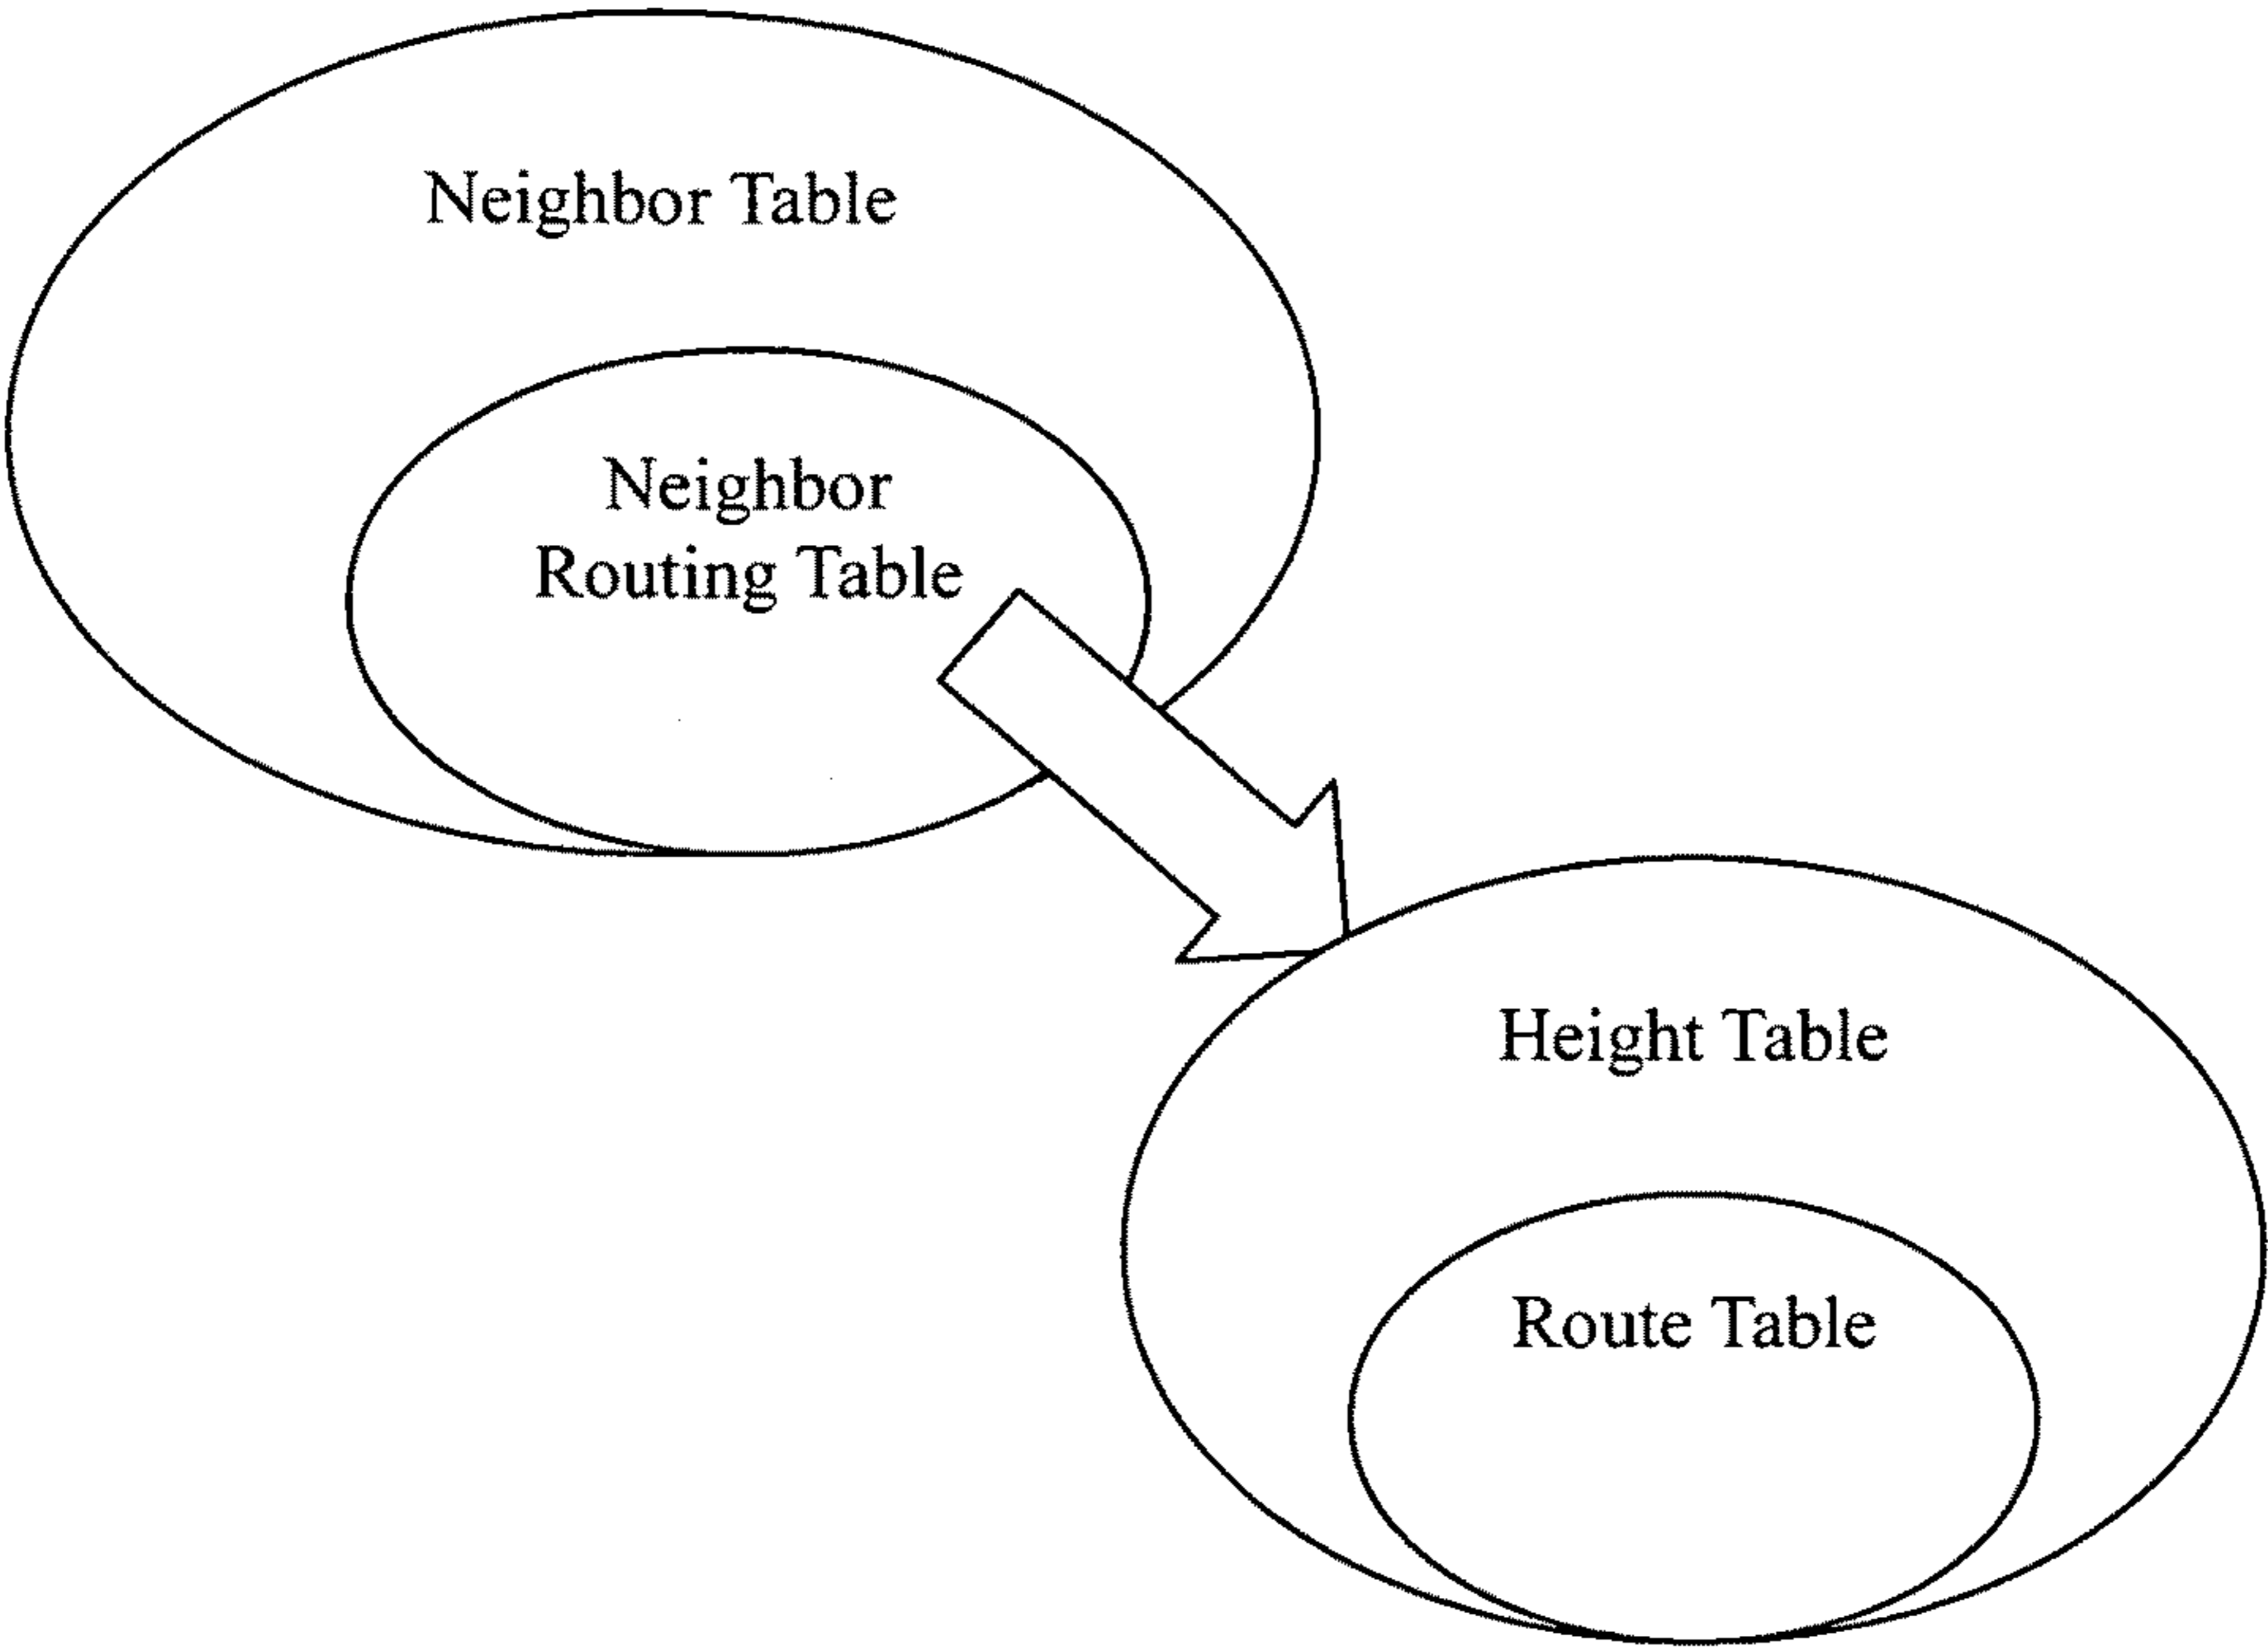 Neighbor Table
Neighbor
Routing Table
Height Table
Route Table